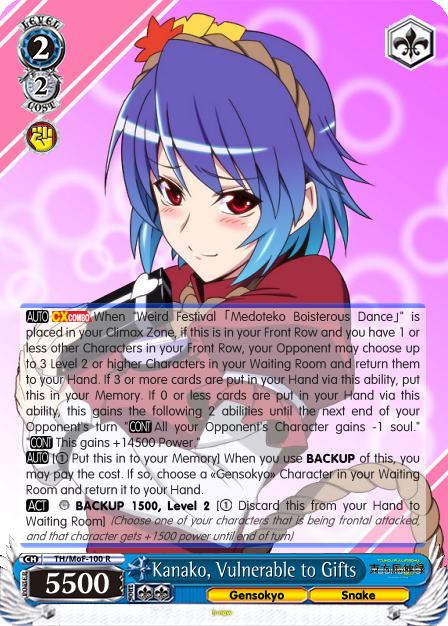 LEVEL
2
2
COST
AUTO CXCOMBO When "Weird Festival「Medoteko Boisterous Dance」" is
placed in your Climax Zone, if this is in your Front Row and you have 1 or
less other Characters in your Front Row, your Opponent may choose up
to 3 Level 2 or higher Characters in your Waiting Room and return them
to your Hand. If 3 or more cards are put in your Hand via this ability, put
this in your Memory. If 0 or less cards are put in your Hand via this
ability, this gains the following 2 abilities until the next end of your
Opponent's turn "CONT All your Opponent's Character gains -1 soul."
"CONT This gains +14500 Power."
AUTO [① Put this in to your Memory] When you use BACKUP of this, you
may pay the cost. If so, choose a «Gensokyo» Character in your Waiting
Room and return it to your Hand.
ACT BACKUP 1500, Level 2 [① Discard this from your Hand to
Waiting Room] (Choose one of your characters that is being frontal attacked,
and that character gets +1500 power until end of turn)
CH TH/MoF-100 R
POWER 5500 SOUL
Kanako, Vulnerable to Gifts
Gensokyo Snake